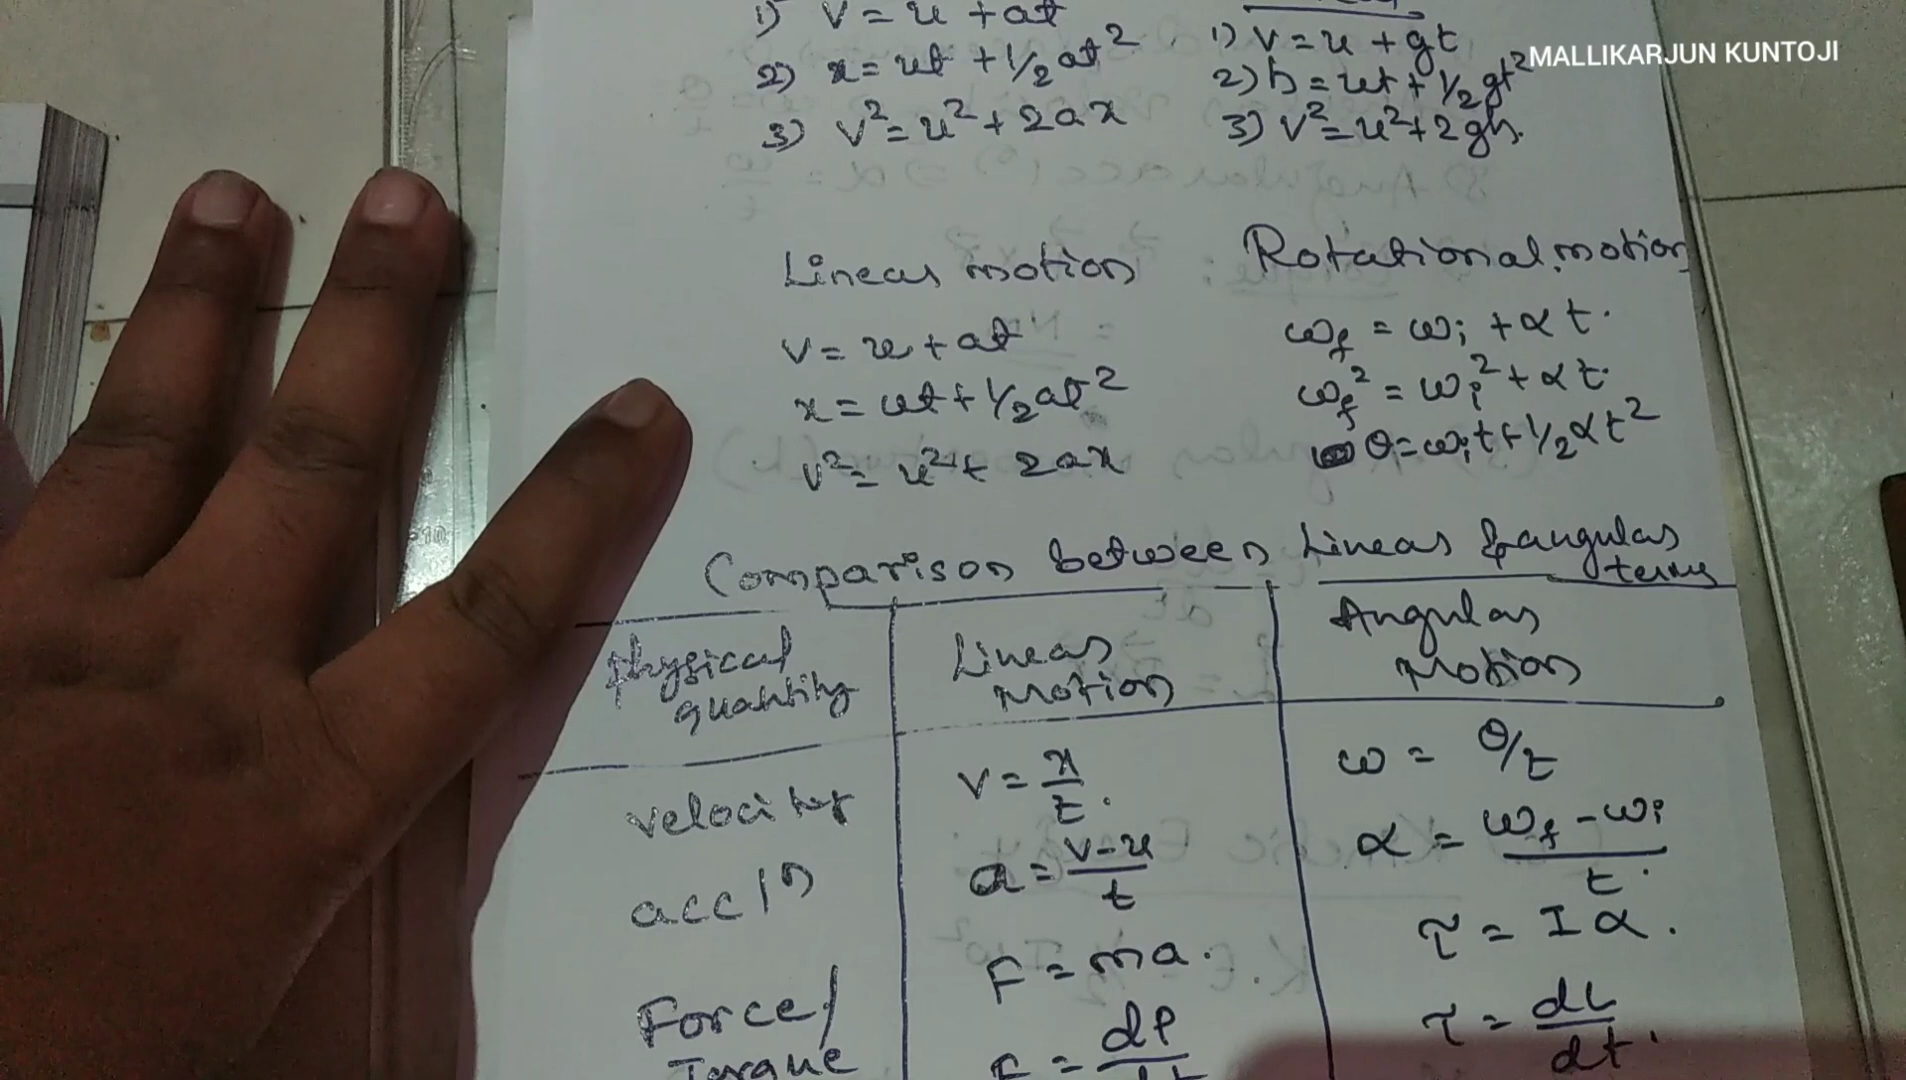 1) v = u + at
2) x = ut + 1/2 at²
3) v² = u² + 2ax
1) v = u + gt
2) h = ut + 1/2 gt²
3) v² = u² + 2gh.
MALLIKARJUN KUNTOJI
Linear motion
v = u + at
x = ut + 1/2 at²
v² = u² + 2ax
Rotational motion
ωf = ωi + αt.
ωf² = ωi² + αt.
θ = ωit + 1/2 αt²
Comparison between Linear & angular
terms
Physical
quantity
Linear
Motion
Angular
Motion
velocity
v = x/t.
ω = θ/t
accln
a = v-u/t
α = ωf - ωi/t.
Force/
Torque
F = ma.
τ = Iα.
F = dP/dt
τ = dL/dt.